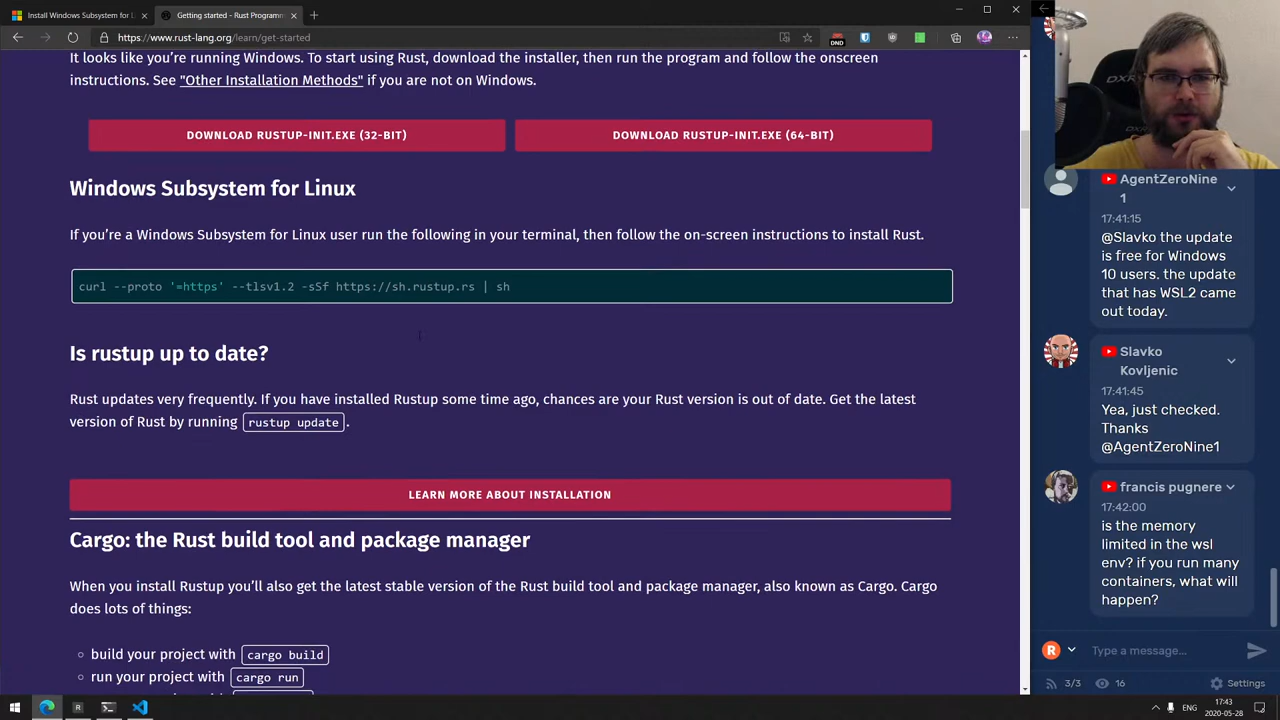 Install Windows Subsystem for L
Getting started - Rust Programm
https://www.rust-lang.org/learn/get-started
DND
It looks like you're running Windows. To start using Rust, download the installer, then run the program and follow the onscreen
instructions. See "Other Installation Methods" if you are not on Windows.
DOWNLOAD RUSTUP-INIT.EXE (32-BIT)
DOWNLOAD RUSTUP-INIT.EXE (64-BIT)
Windows Subsystem for Linux
If you're a Windows Subsystem for Linux user run the following in your terminal, then follow the on-screen instructions to install Rust.
curl --proto '=https' --tlsv1.2 -sSf https://sh.rustup.rs | sh
Is rustup up to date?
Rust updates very frequently. If you have installed Rustup some time ago, chances are your Rust version is out of date. Get the latest
version of Rust by running rustup update.
LEARN MORE ABOUT INSTALLATION
Cargo: the Rust build tool and package manager
When you install Rustup you'll also get the latest stable version of the Rust build tool and package manager, also known as Cargo. Cargo
does lots of things:
build your project with cargo build
run your project with cargo run
DXR
AgentZeroNine
1
17:41:15
@Slavko the update
is free for Windows
10 users. the update
that has WSL2 came
out today.
Slavko
Kovljenic
17:41:45
Yea, just checked.
Thanks
@AgentZeroNine1
francis pugnere
17:42:00
is the memory
limited in the wsl
env? if you run many
containers, what will
happen?
R
Type a message...
3/3
16
Settings
R
ENG
17:43
2020-05-28